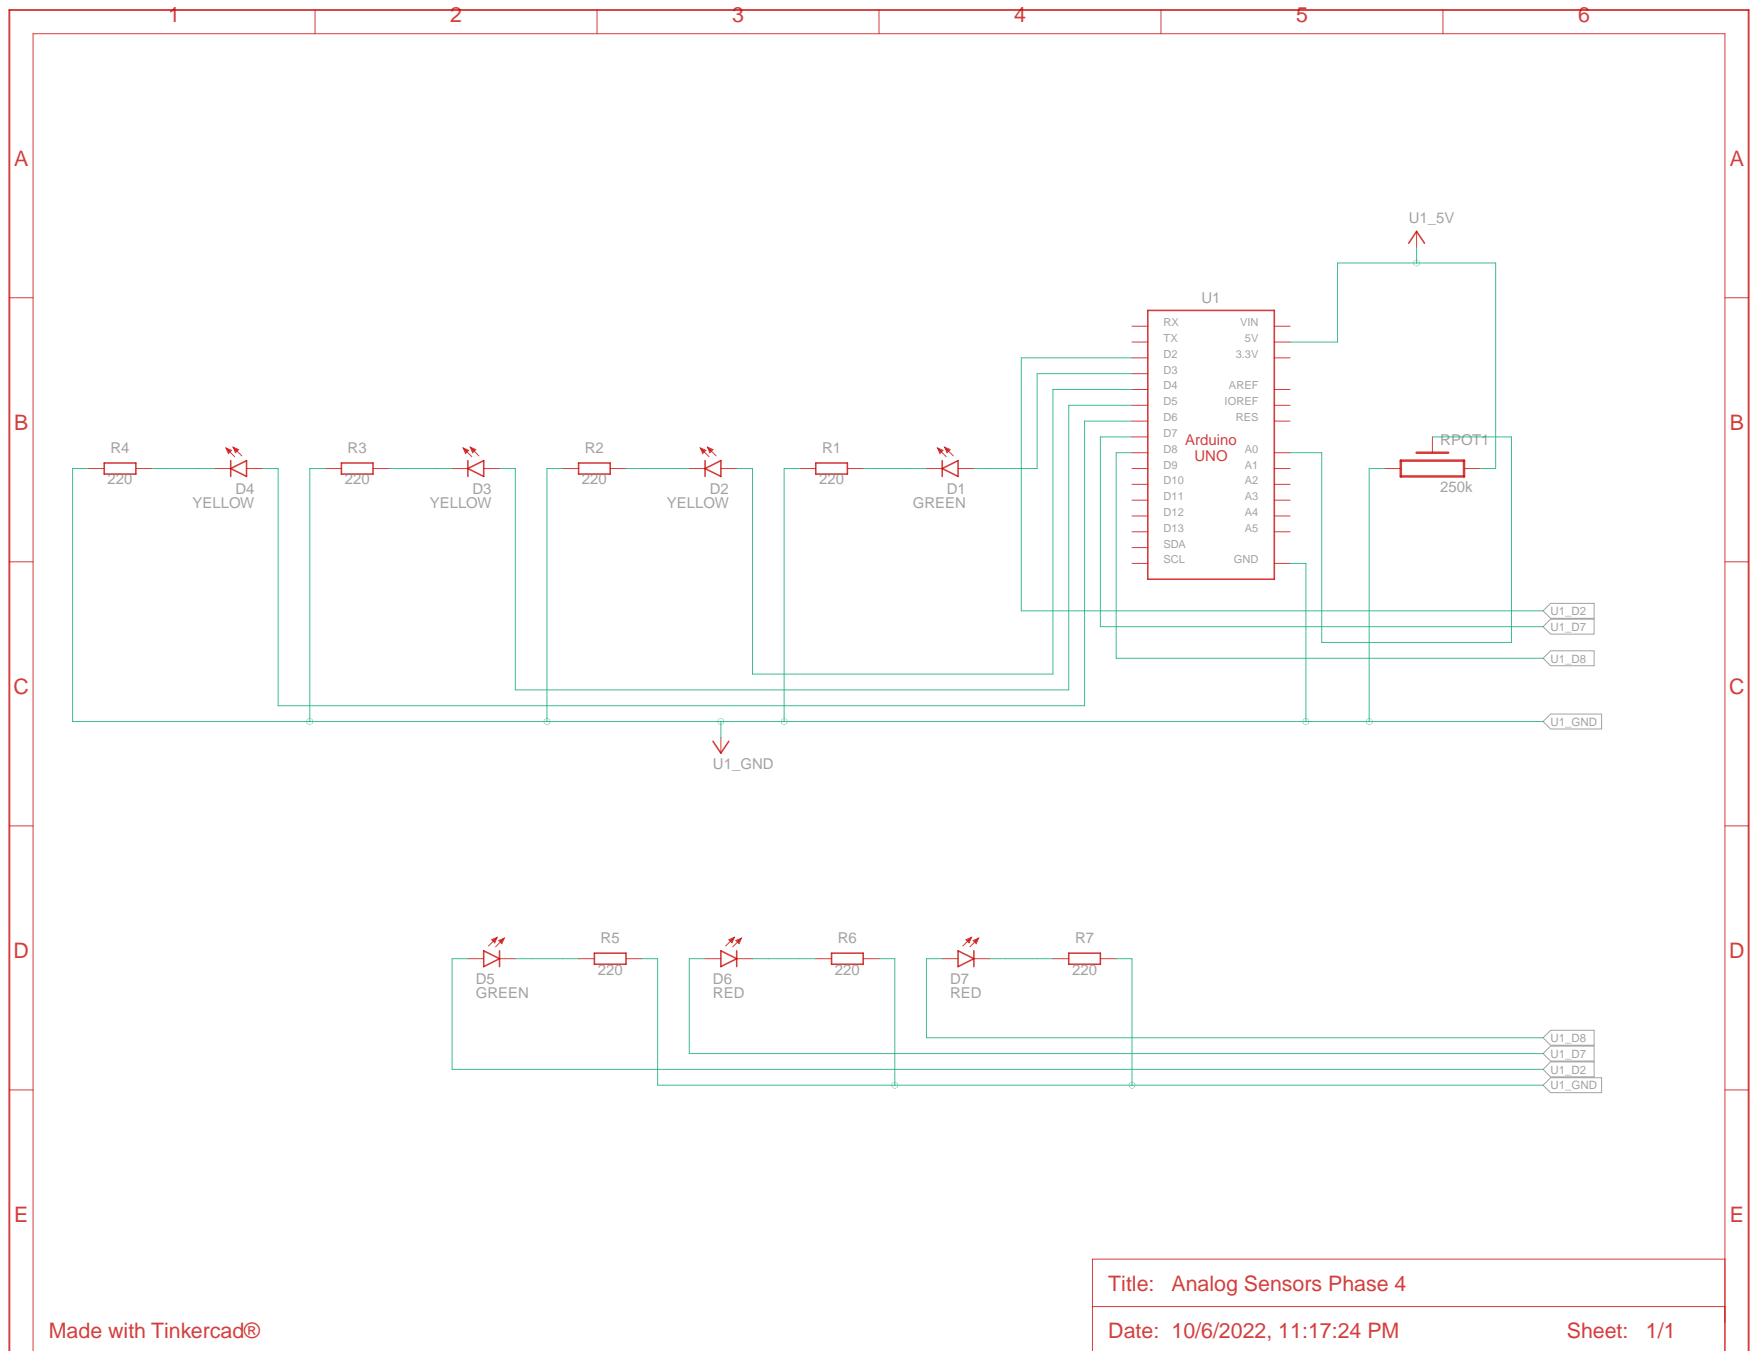 1 2 3 4 5 6
A A
U1_5V
U1
RX VIN
TX 5V
D2 3.3V
D3
D4 AREF
D5 IOREF
D6 RES
D7
D8 A0
D9 A1
D10 A2
D11 A3
D12 A4
D13 A5
SDA
SCL GND
Arduino
UNO
B B
R4
220
D4
YELLOW
R3
220
D3
YELLOW
R2
220
D2
YELLOW
R1
220
D1
GREEN
RPOT1
250k
U1_D2
U1_D7
U1_D8
C C
U1_GND
U1_GND
D D
D5
GREEN
R5
220
D6
RED
R6
220
D7
RED
R7
220
U1_D8
U1_D7
U1_D2
U1_GND
E E
Title: Analog Sensors Phase 4
Made with Tinkercad®
Date: 10/6/2022, 11:17:24 PM Sheet: 1/1